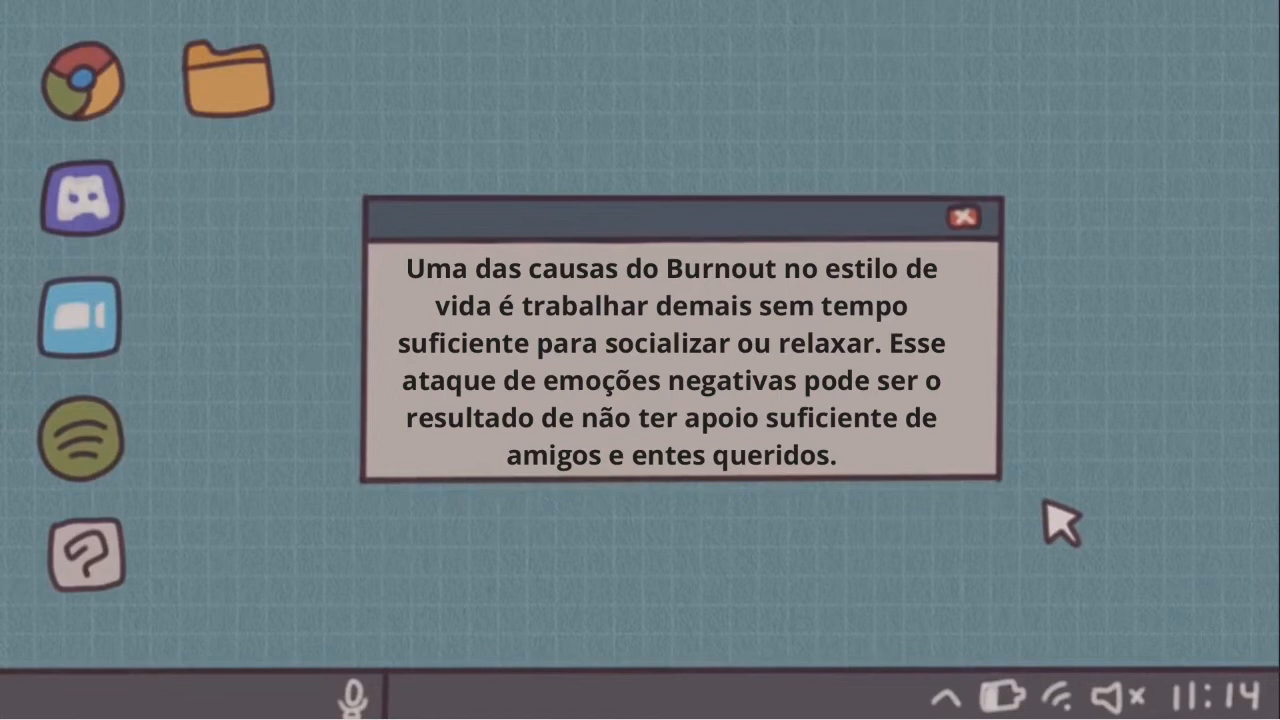 Uma das causas do Burnout no estilo de
vida é trabalhar demais sem tempo
suficiente para socializar ou relaxar. Esse
ataque de emoções negativas pode ser o
resultado de não ter apoio suficiente de
amigos e entes queridos.
11:14